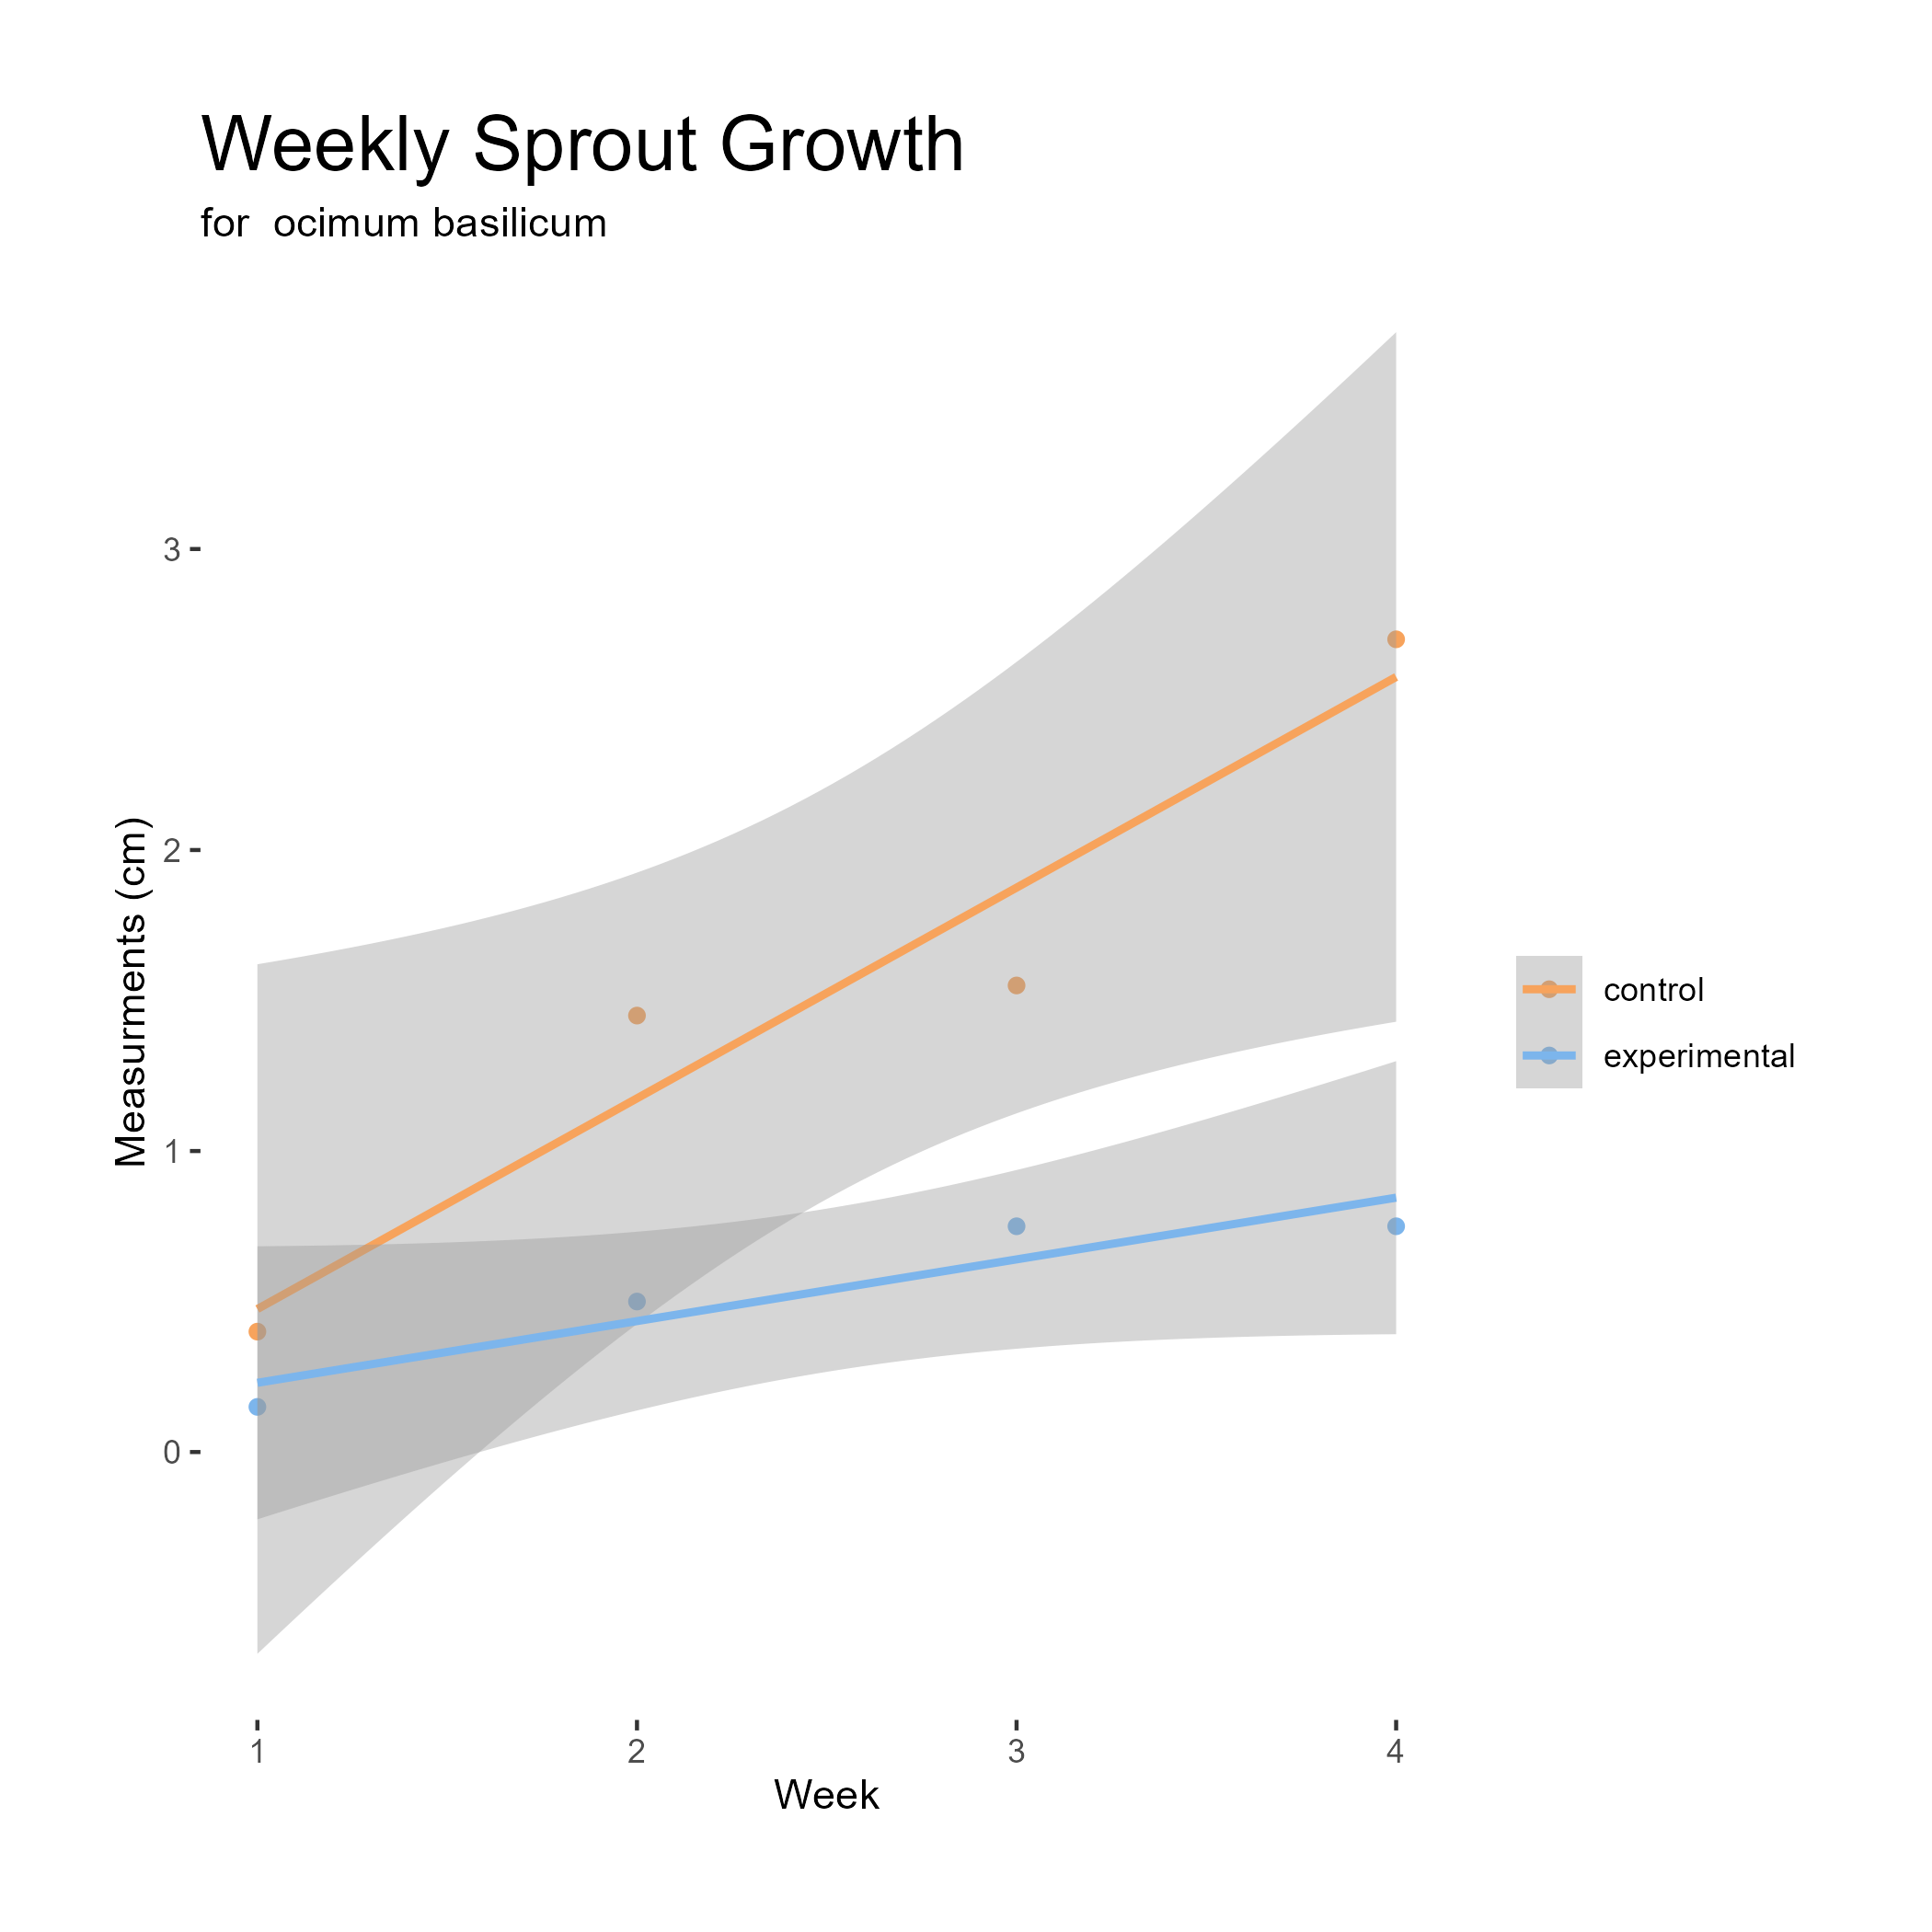 Weekly Sprout Growth
for  ocimum basilicum
Measurments (cm)
3
2
1
0
1 2 3 4
Week
control
experimental